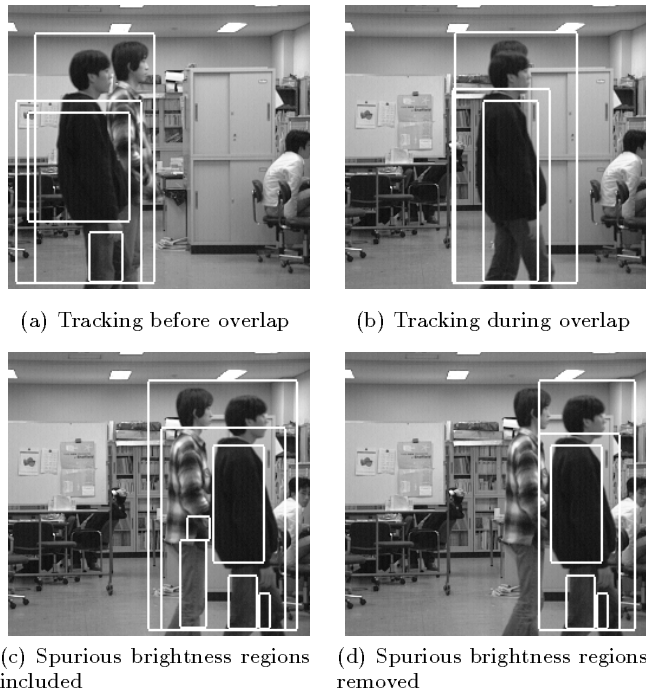 (a) Tracking before overlap
(b) Tracking during overlap
(c) Spurious brightness regions
included
(d) Spurious brightness regions
removed